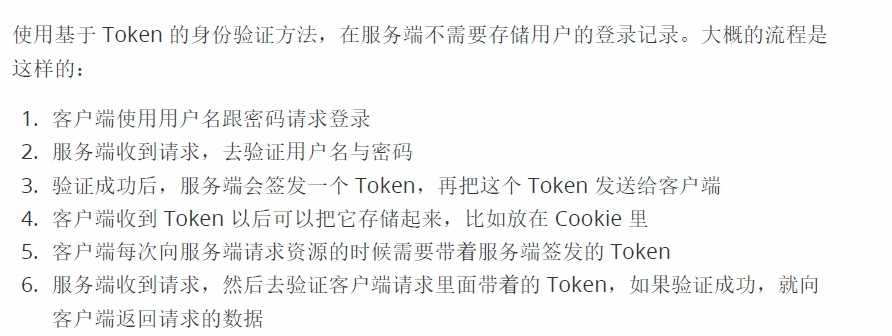 使用基于 Token 的身份验证方法，在服务端不需要存储用户的登录记录。大概的流程是
这样的：
1. 客户端使用用户名跟密码请求登录
2. 服务端收到请求，去验证用户名与密码
3. 验证成功后，服务端会签发一个 Token，再把这个 Token 发送给客户端
4. 客户端收到 Token 以后可以把它存储起来，比如放在 Cookie 里
5. 客户端每次向服务端请求资源的时候需要带着服务端签发的 Token
6. 服务端收到请求，然后去验证客户端请求里面带着的 Token，如果验证成功，就向
客户端返回请求的数据